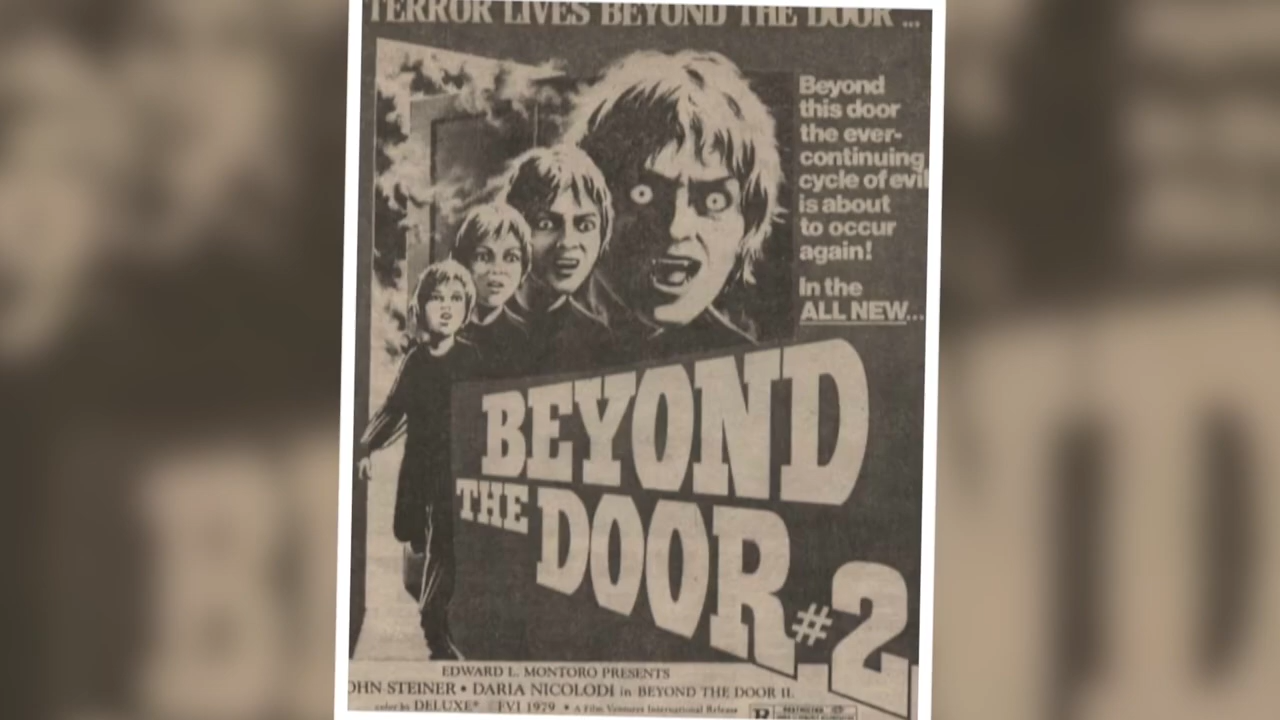 TERROR LIVES BEYOND THE DOOR ...
Beyond
this door
the ever-
continuing
cycle of evil
is about
to occur
again!
In the
ALL NEW...
BEYOND
THE DOOR
#2
EDWARD L. MONTORO PRESENTS
OHN STEINER • DARIA NICOLODI in BEYOND THE DOOR II.
color by DELUXE® ©FVI 1979 • A Film Ventures International Release
R RESTRICTED